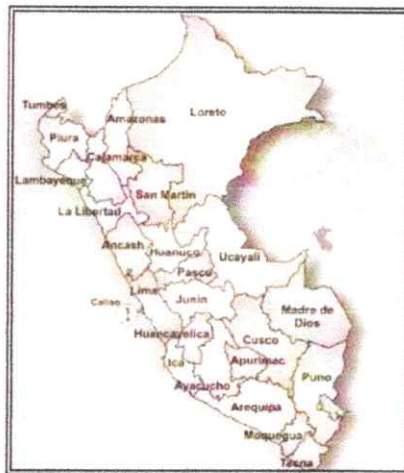 Tumbes
Amazonas
Loreto
Piura
Cajamarca
Lambayeque
San Martin
La Libertad
Ancash
Huanuco
Ucayali
Pasco
Lima
Callao
Junin
Madre de
Dios
Huancavelica
Cusco
Ica
Apurimac
Puno
Ayacucho
Arequipa
Moquegua
Tacna